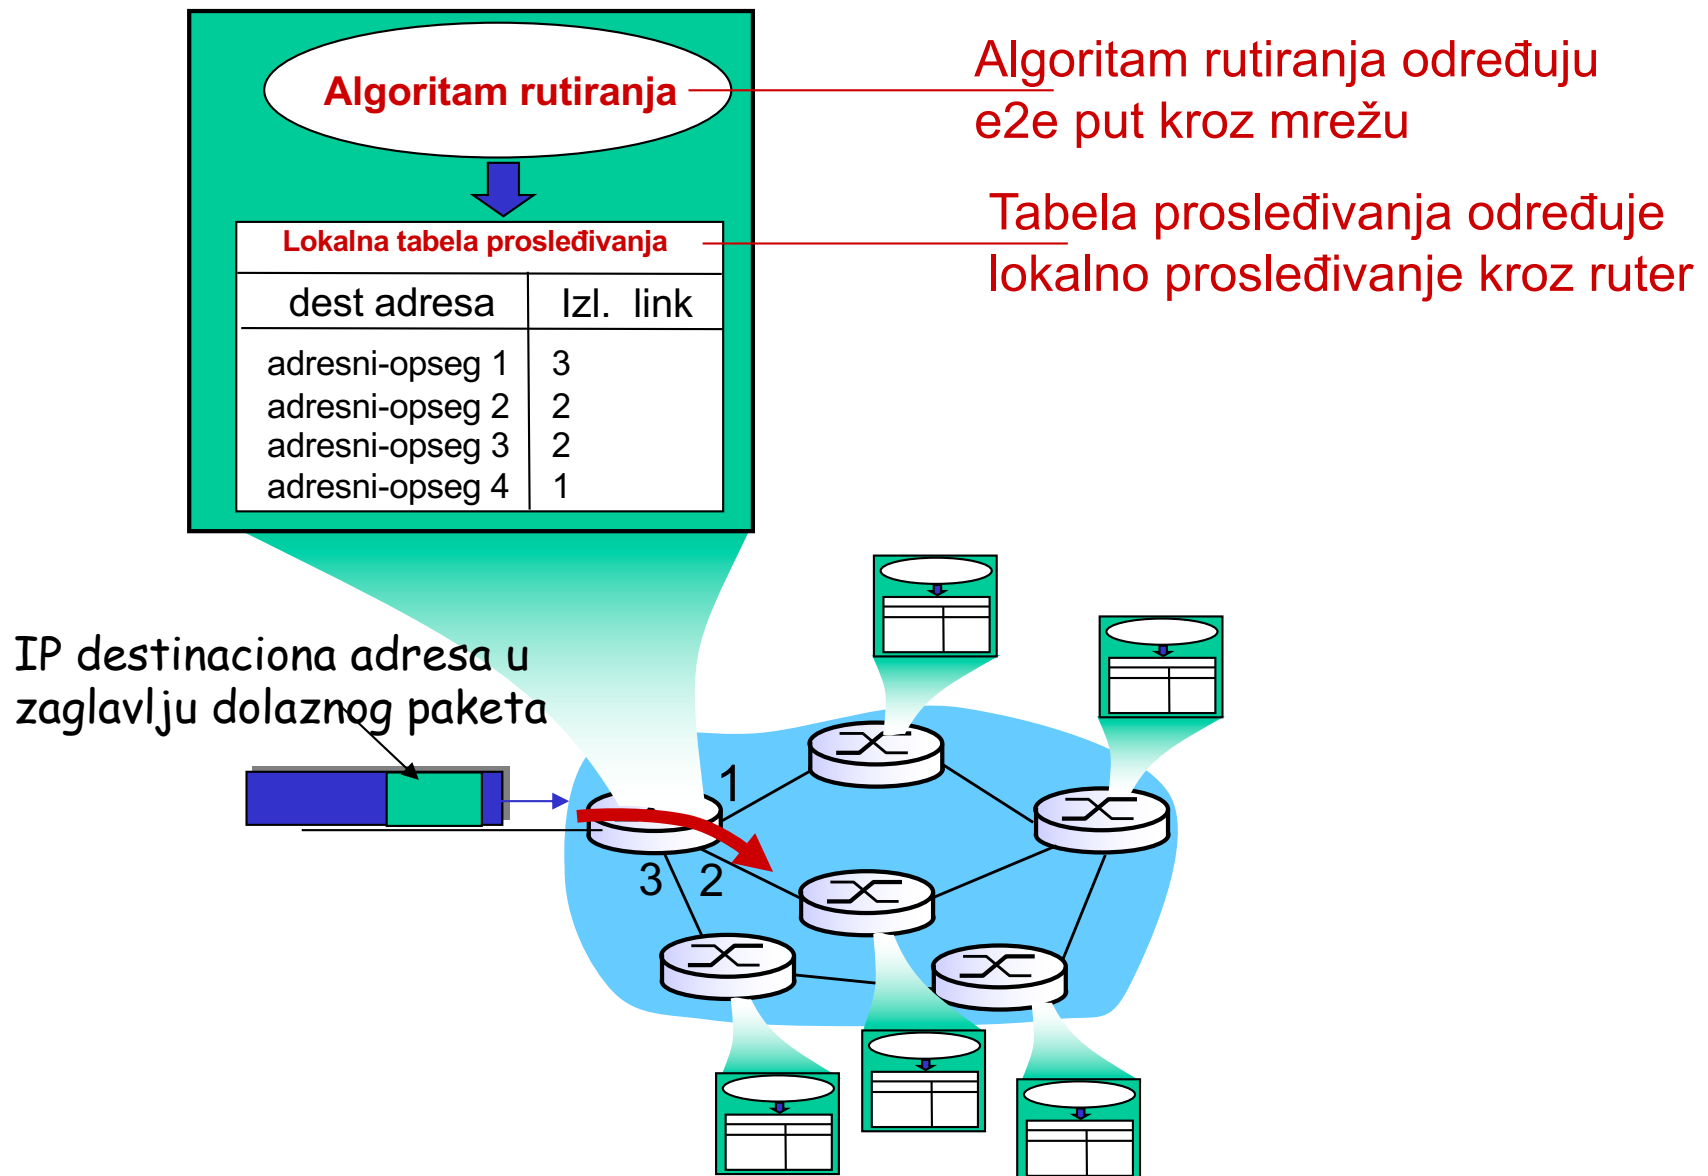 Algoritam rutiranja
Algoritam rutiranja određuju
e2e put kroz mrežu
Lokalna tabela prosleđivanja
Tabela prosleđivanja određuje
lokalno prosleđivanje kroz ruter
dest adresa Izl. link
adresni-opseg 1 3
adresni-opseg 2 2
adresni-opseg 3 2
adresni-opseg 4 1
IP destinaciona adresa u
zaglavlju dolaznog paketa
1
3 2